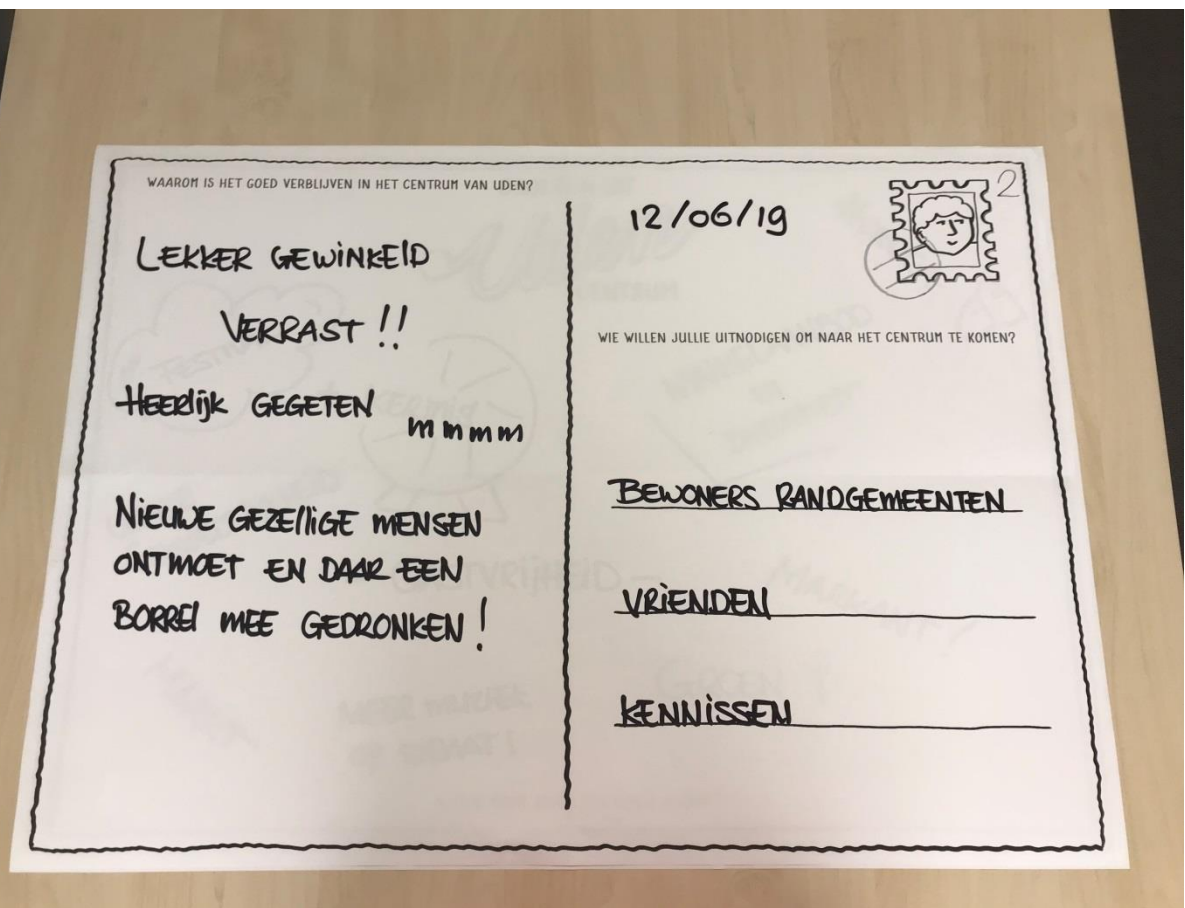 WAAROM IS HET GOED VERBLIJVEN IN HET CENTRUM VAN UDEN?
LEKKER GEWINKELD
VERRAST !!
HEERLIJK GEGETEN
mmmm
NIEUWE GEZELLIGE MENSEN
ONTMOET EN DAAR EEN
BORREL MEE GEDRONKEN!
12/06/19
2
WIE WILLEN JULLIE UITNODIGEN OM NAAR HET CENTRUM TE KOMEN?
BEWONERS RANDGEMEENTEN
VRIENDEN
KENNISSEN